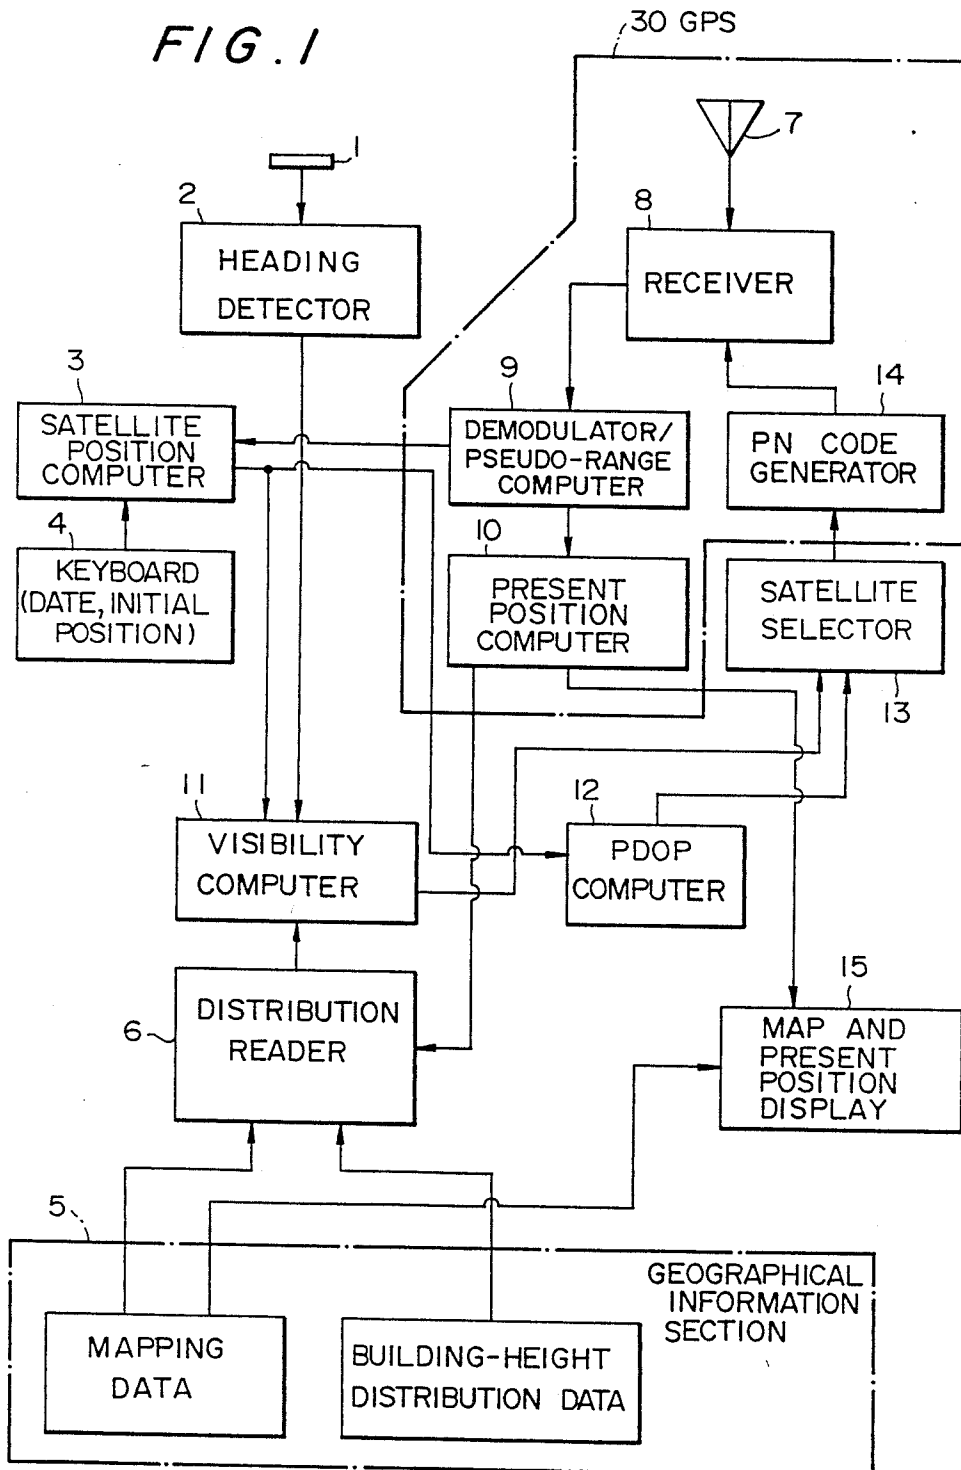 FIG. 1
30 GPS
7
1
2
HEADING
DETECTOR
8
RECEIVER
3
SATELLITE
POSITION
COMPUTER
9
DEMODULATOR/
PSEUDO-RANGE
COMPUTER
14
PN CODE
GENERATOR
4
KEYBOARD
(DATE, INITIAL
POSITION)
10
PRESENT
POSITION
COMPUTER
SATELLITE
SELECTOR
13
11
VISIBILITY
COMPUTER
12
PDOP
COMPUTER
6
DISTRIBUTION
READER
15
MAP AND
PRESENT
POSITION
DISPLAY
5
GEOGRAPHICAL
INFORMATION
SECTION
MAPPING
DATA
BUILDING-HEIGHT
DISTRIBUTION DATA